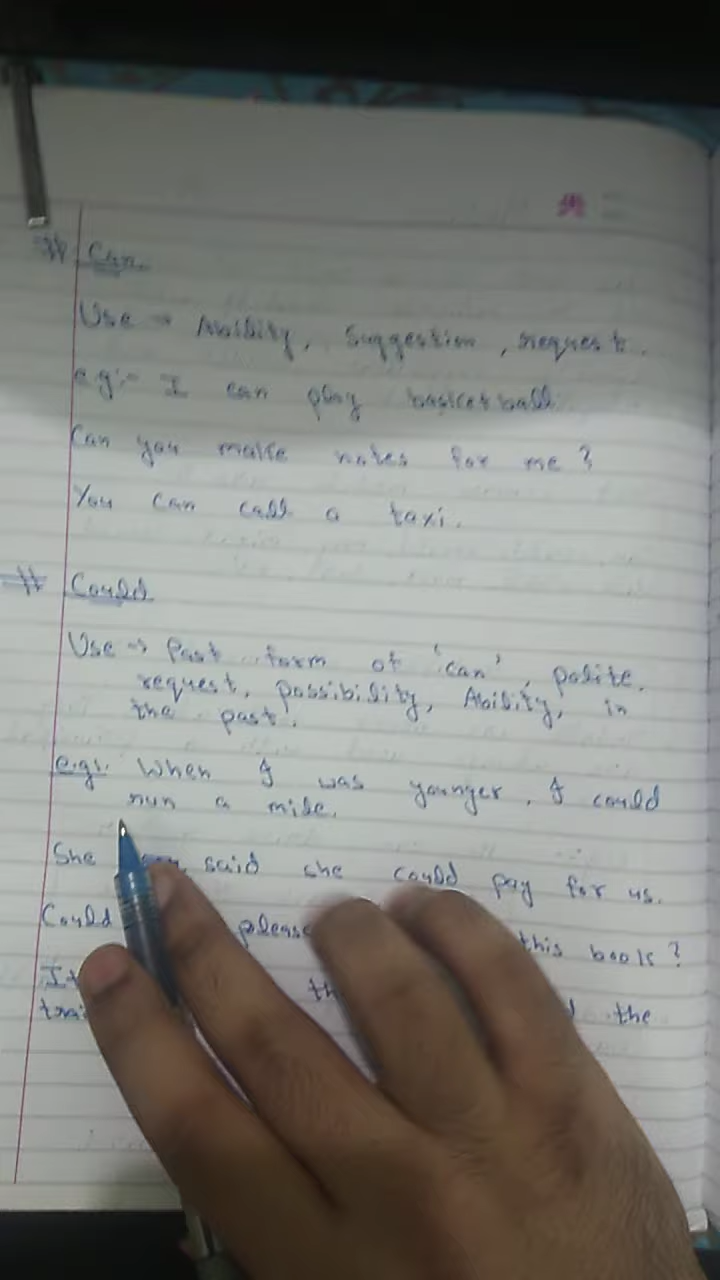 # Can.
Use → Ability, Suggestion, request.
e.g:- I can play basketball
Can you make notes for me?
You can call a taxi.
# Could
Use → Past form of 'can', polite.
request, possibility, Ability, in
the past.
e.g:. When I was younger, I could
run a mile.
She said she could pay for us.
Could please this book?
the